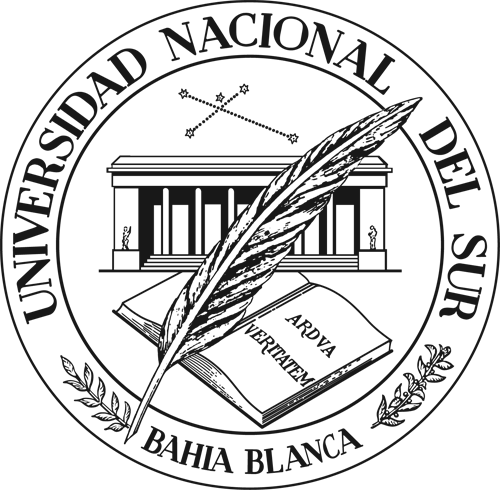 UNIVERSIDAD NACIONAL DEL SUR
ARDVA
VERITATEM
BAHIA BLANCA